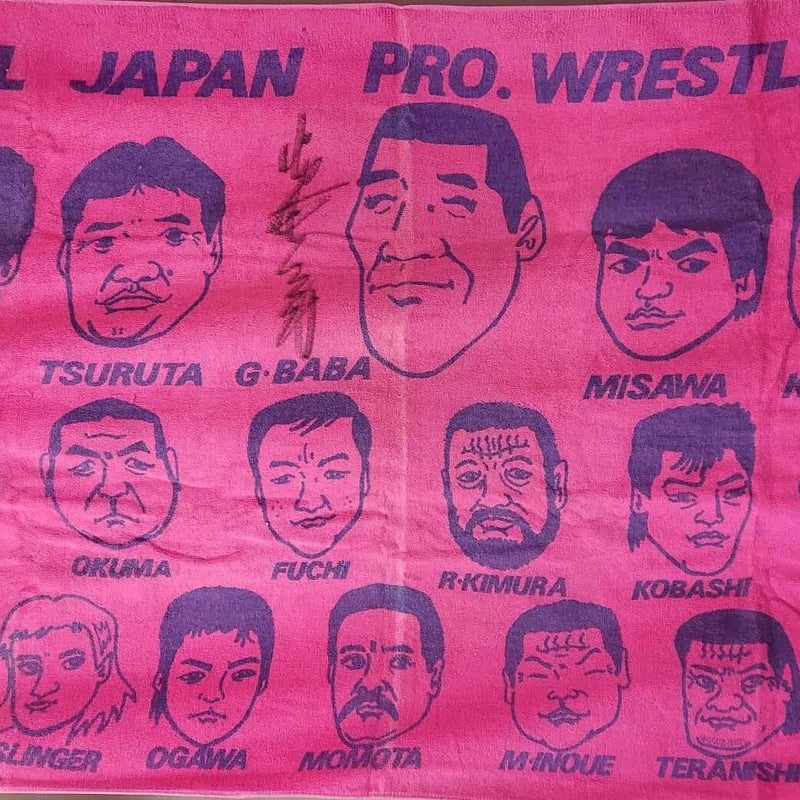 L JAPAN PRO. WRESTL
TSURUTA G·BABA MISAWA K
OKUMA FUCHI R·KIMURA KOBASHI
SLINGER OGAWA MOMOTA M·INOUE TERANISHI